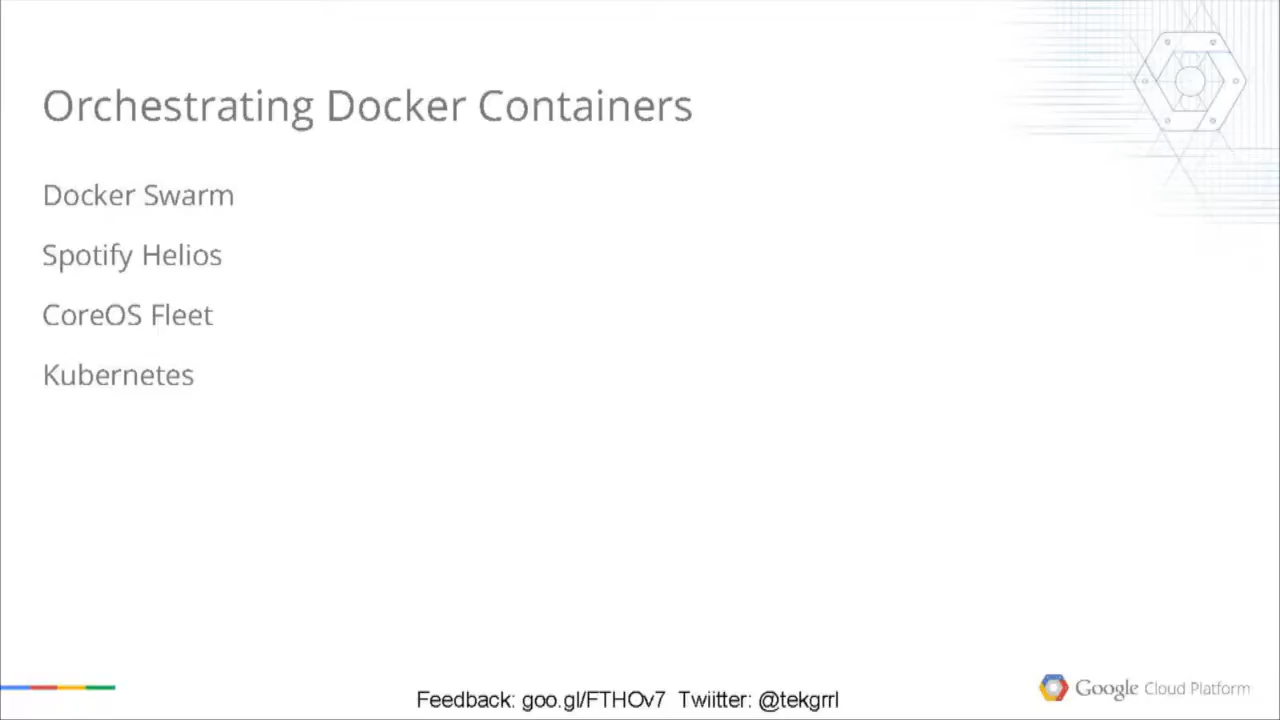 Orchestrating Docker Containers
Docker Swarm
Spotify Helios
CoreOS Fleet
Kubernetes
Feedback: goo.gl/FTHOv7 Twiitter: @tekgrrl
Google Cloud Platform